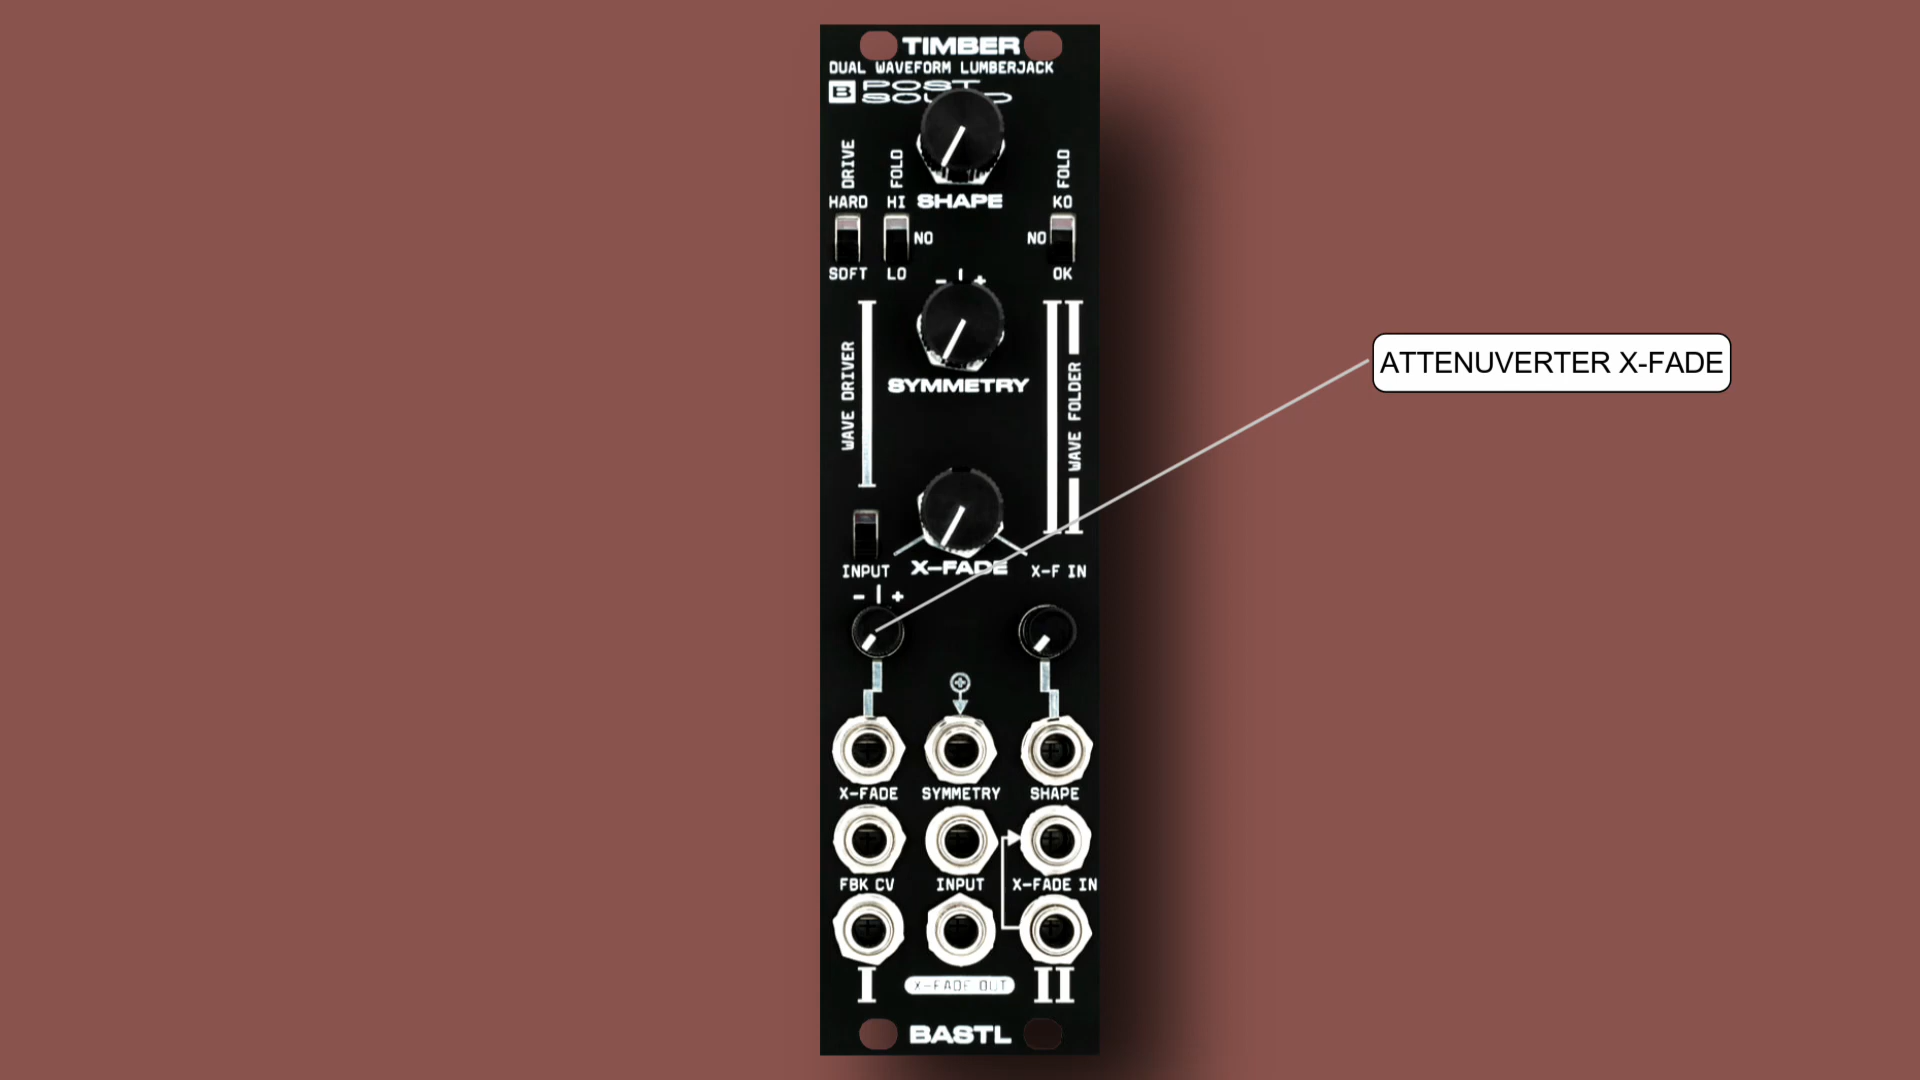 TIMBER
DUAL WAVEFORM LUMBERJACK
B POST
SOUND
DRIVE
FOLD
FOLD
HARD HI SHAPE KO
NO NO
SOFT LO OK
- +
ATTENUVERTER X-FADE
WAVE DRIVER
WAVE FOLDER
SYMMETRY
INPUT X-FADE X-F IN
- +
X-FADE SYMMETRY SHAPE
FBK CV INPUT X-FADE IN
I X-FADE OUT II
BASTL